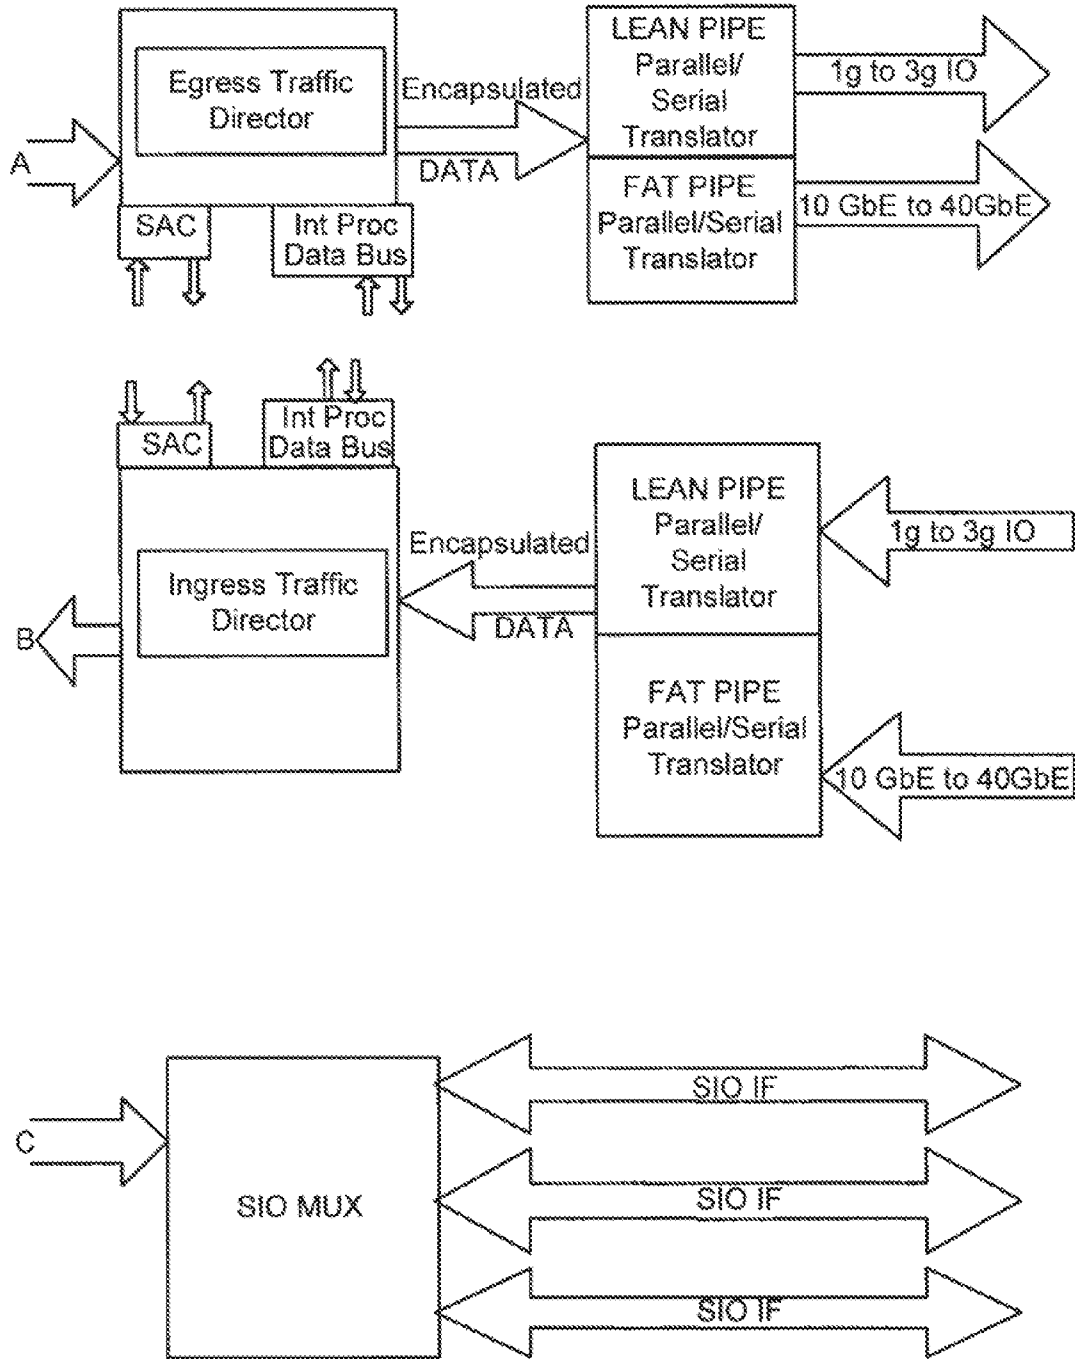 Egress Traffic
Director
A
Encapsulated
DATA
SAC
Int Proc
Data Bus
LEAN PIPE
Parallel/
Serial
Translator
FAT PIPE
Parallel/Serial
Translator
1g to 3g IO
10 GbE to 40GbE
SAC
Int Proc
Data Bus
Ingress Traffic
Director
B
Encapsulated
DATA
LEAN PIPE
Parallel/
Serial
Translator
FAT PIPE
Parallel/Serial
Translator
1g to 3g IO
10 GbE to 40GbE
C
SIO MUX
SIO IF
SIO IF
SIO IF